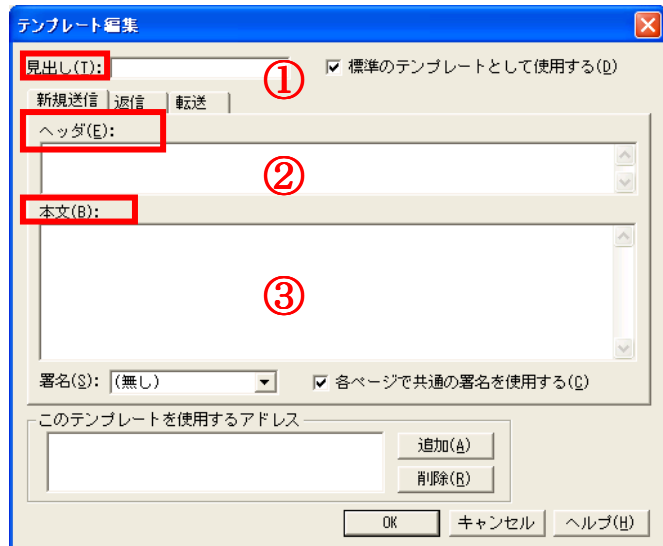 テンプレート編集
見出し(T): ① 標準のテンプレートとして使用する(D)
新規送信 返信 転送
ヘッダ(E):
②
本文(B):
③
署名(S): (無し) 各ページで共通の署名を使用する(C)
このテンプレートを使用するアドレス
追加(A)
削除(R)
OK キャンセル ヘルプ(H)